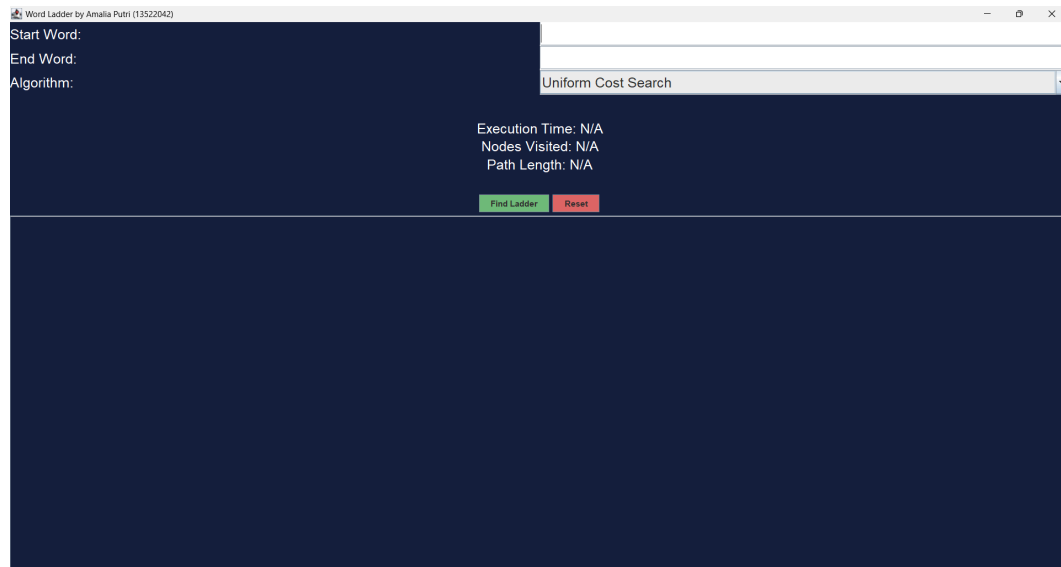 Word Ladder by Amalia Putri (13522042)
Start Word:
End Word:
Algorithm: Uniform Cost Search
Execution Time: N/A
Nodes Visited: N/A
Path Length: N/A
Find Ladder Reset